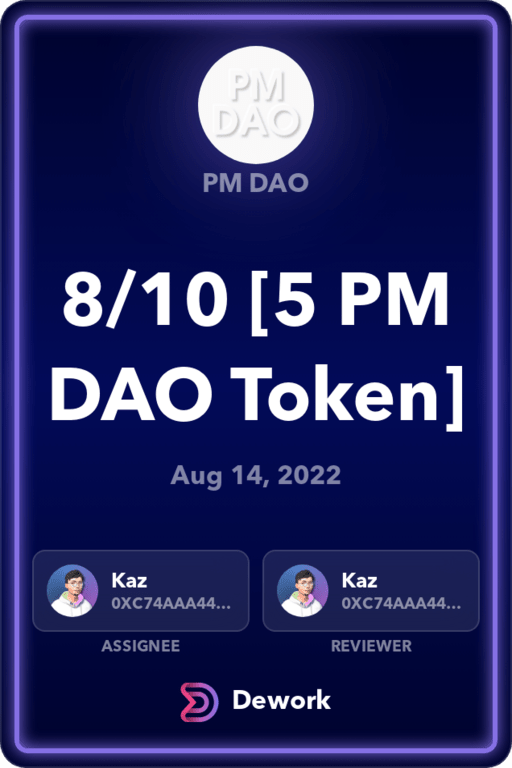 PM
DAO
PM DAO
8/10 [5 PM
DAO Token]
Aug 14, 2022
Kaz
0XC74AAA44...
ASSIGNEE
Kaz
0XC74AAA44...
REVIEWER
Dework